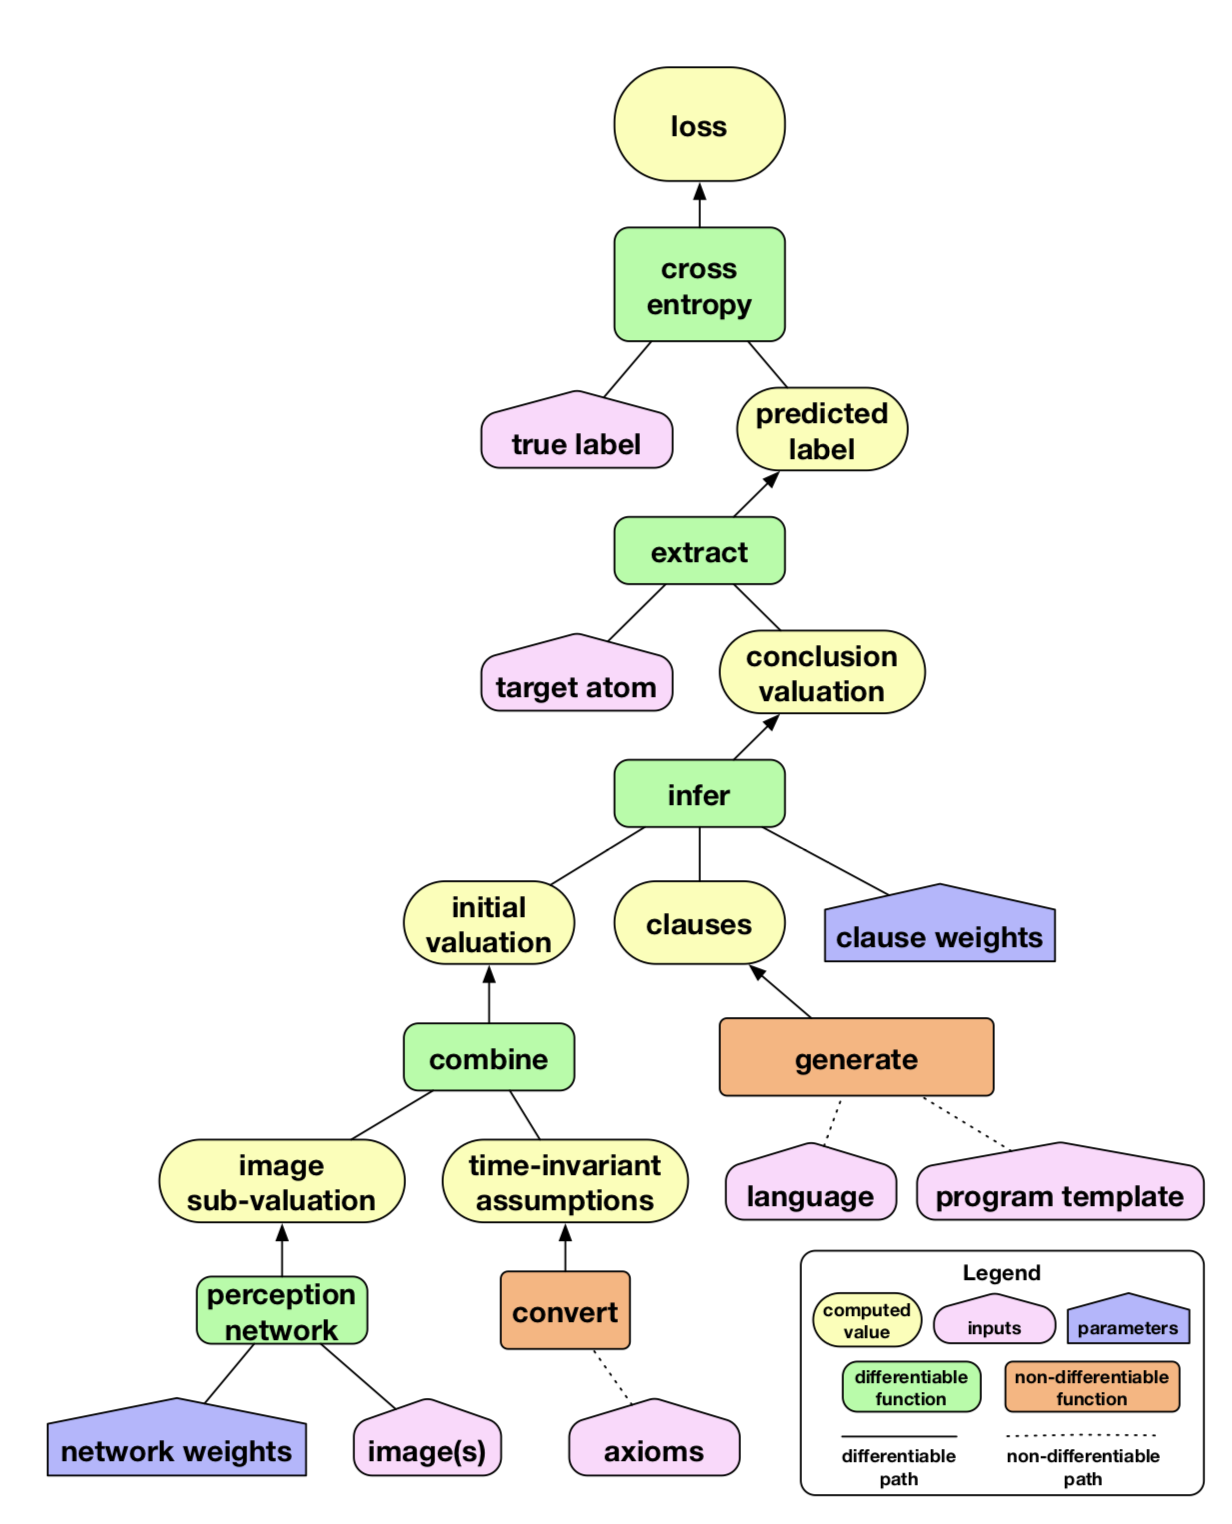 loss
cross
entropy
true label
predicted
label
extract
target atom
conclusion
valuation
infer
initial
valuation
clauses
clause weights
combine
generate
image
sub-valuation
time-invariant
assumptions
language
program template
perception
network
convert
network weights
image(s)
axioms
Legend
computed
value
inputs
parameters
differentiable
function
non-differentiable
function
differentiable
path
non-differentiable
path